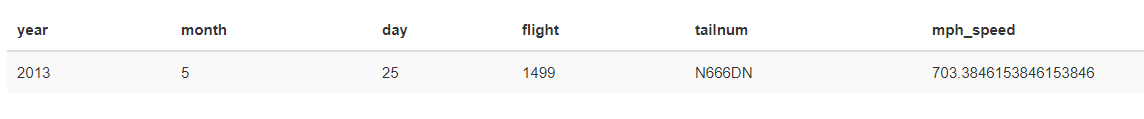 year month day flight tailnum mph_speed
2013 5 25 1499 N666DN 703.3846153846153846